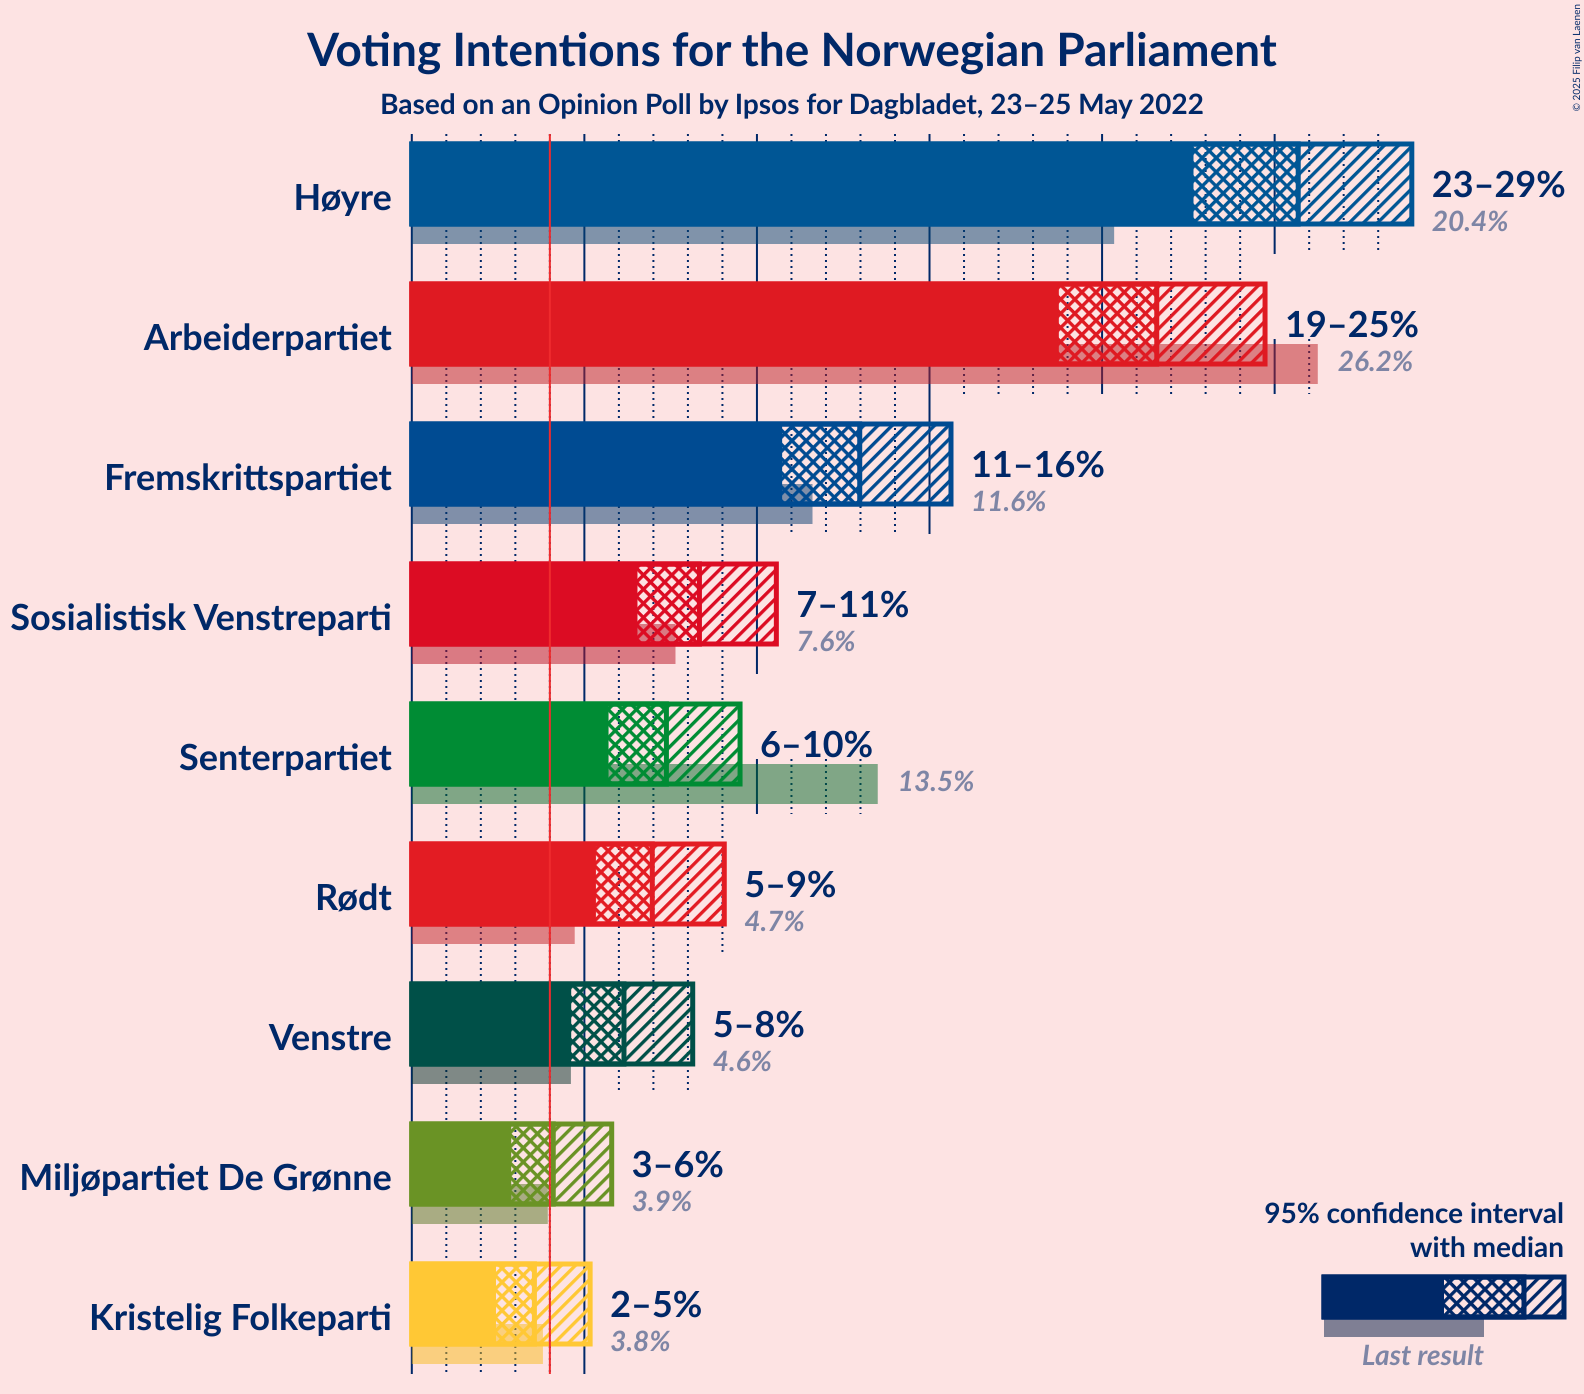 Voting Intentions for the Norwegian Parliament
Based on an Opinion Poll by Ipsos for Dagbladet, 23–25 May 2022
© 2025 Filip van Laenen
Høyre
23–29%
20.4%
Arbeiderpartiet
19–25%
26.2%
Fremskrittspartiet
11–16%
11.6%
Sosialistisk Venstreparti
7–11%
7.6%
Senterpartiet
6–10%
13.5%
Rødt
5–9%
4.7%
Venstre
5–8%
4.6%
Miljøpartiet De Grønne
3–6%
3.9%
Kristelig Folkeparti
2–5%
3.8%
95% confidence interval
with median
Last result